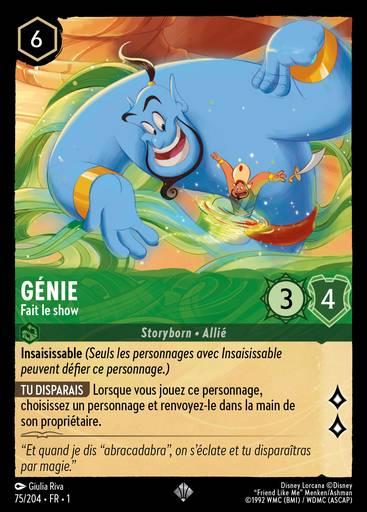 6
GÉNIE
Fait le show
3
4
Storyborn • Allié
Insaisissable (Seuls les personnages avec Insaisissable
peuvent défier ce personnage.)
TU DISPARAIS Lorsque vous jouez ce personnage,
choisissez un personnage et renvoyez-le dans la main de
son propriétaire.
“Et quand je dis “abracadabra”, on s’éclate et tu disparaîtras
par magie.”
Giulia Riva
75/204 • FR • 1
Disney Lorcana ©Disney
"Friend Like Me" Menken/Ashman
©1992 WMC (BMI) / WDMC (ASCAP)